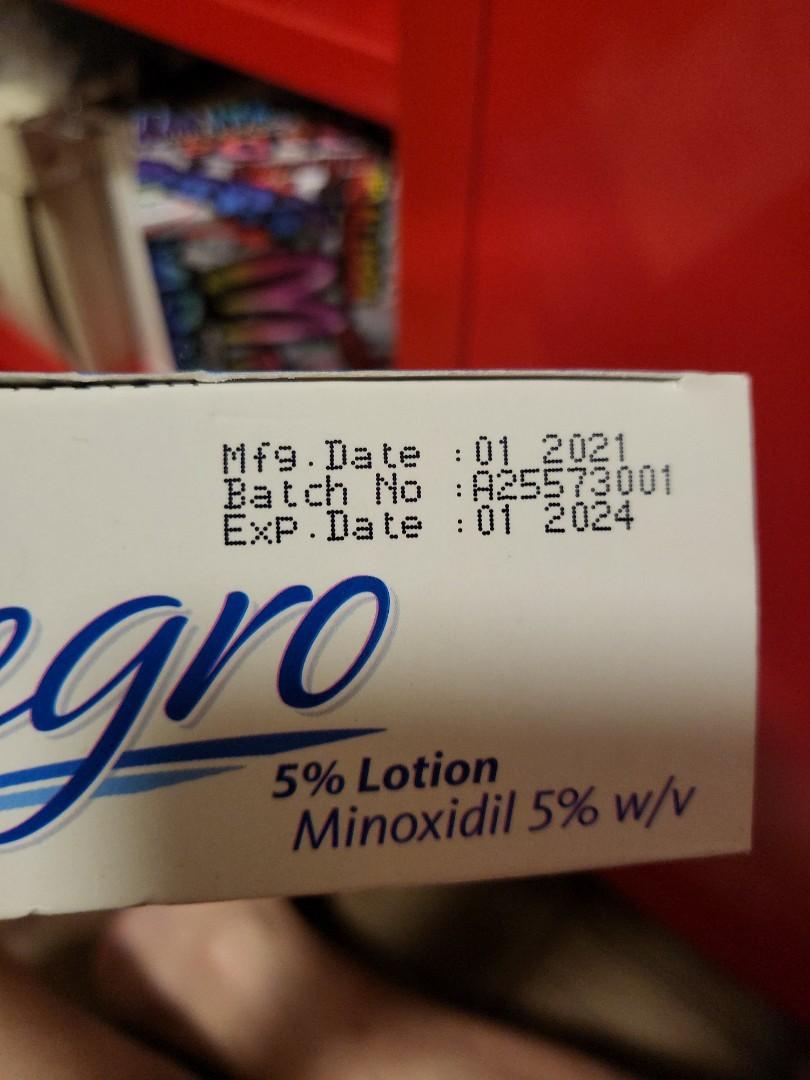 Mfg.Date :01 2021
Batch No :A25573001
Exp.Date :01 2024
egro
5% Lotion
Minoxidil 5% w/v